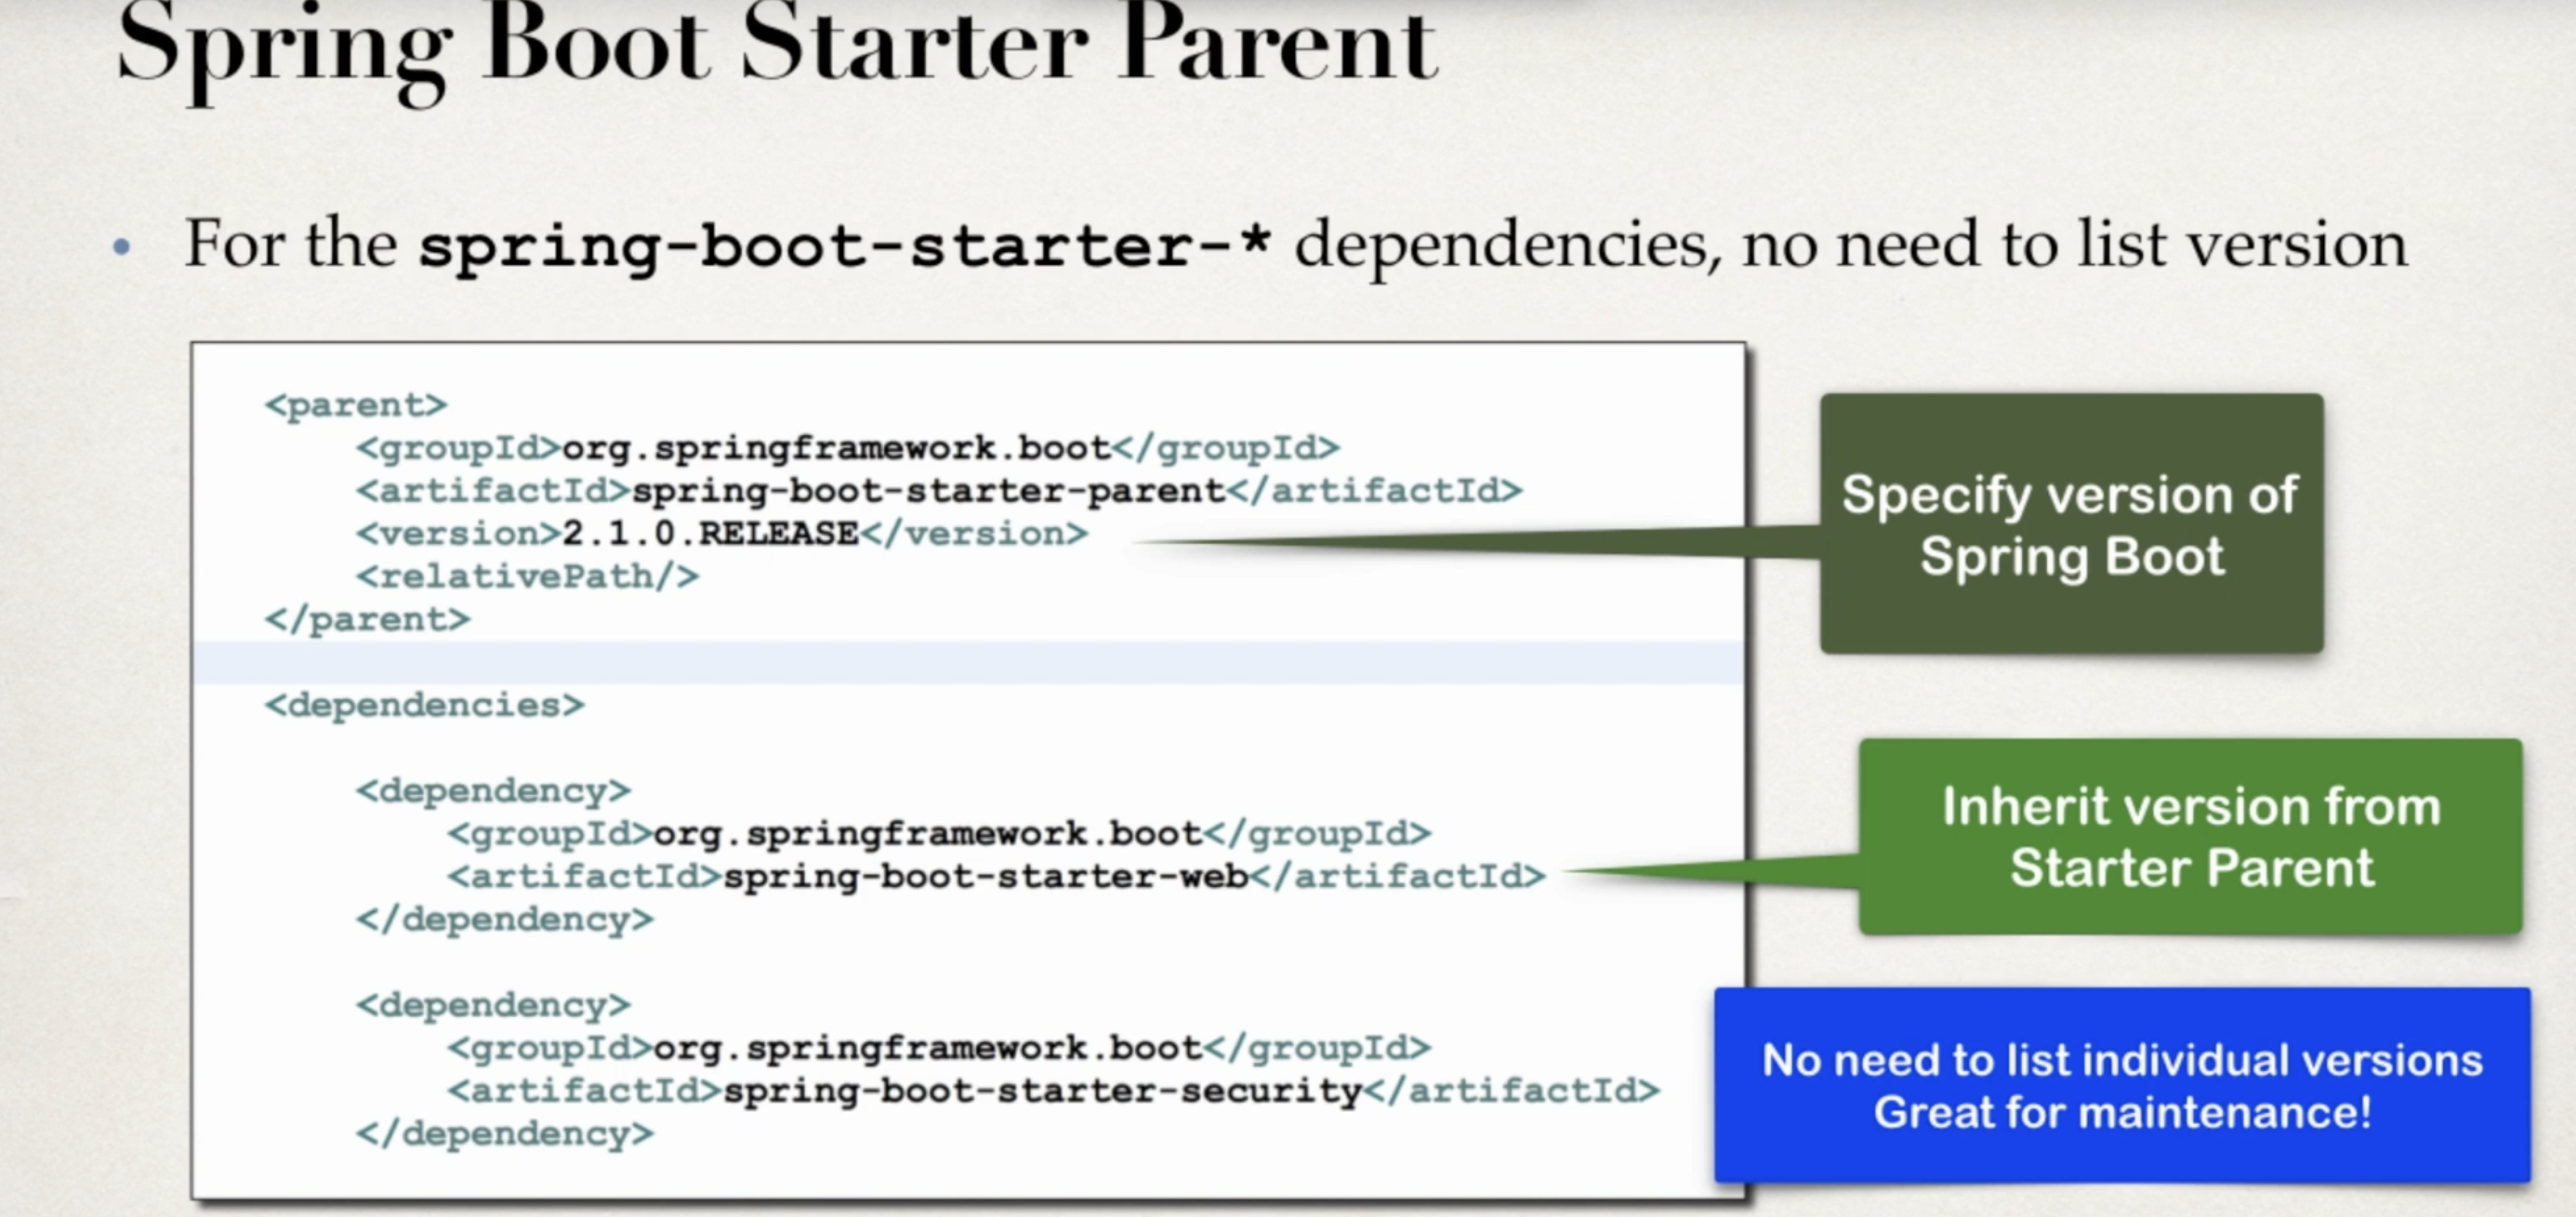 Spring Boot Starter Parent
• For the spring-boot-starter-* dependencies, no need to list version
<parent>
<groupId>org.springframework.boot</groupId>
<artifactId>spring-boot-starter-parent</artifactId>
<version>2.1.0.RELEASE</version>
<relativePath/>
</parent>
<dependencies>
<dependency>
<groupId>org.springframework.boot</groupId>
<artifactId>spring-boot-starter-web</artifactId>
</dependency>
<dependency>
<groupId>org.springframework.boot</groupId>
<artifactId>spring-boot-starter-security</artifactId>
</dependency>
Specify version of
Spring Boot
Inherit version from
Starter Parent
No need to list individual versions
Great for maintenance!